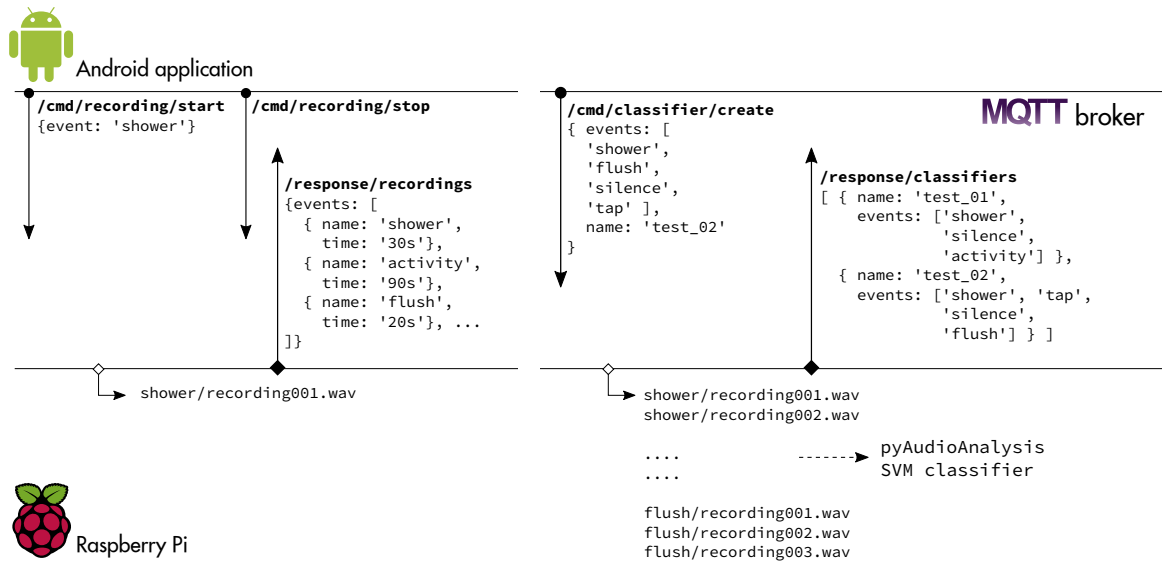 Android application
/cmd/recording/start
{event: 'shower'}
/cmd/recording/stop
/response/recordings
{events: [
{ name: 'shower',
time: '30s'},
{ name: 'activity',
time: '90s'},
{ name: 'flush',
time: '20s'}, ...
]}
shower/recording001.wav
Raspberry Pi
MQTT broker
/cmd/classifier/create
{ events: [
'shower',
'flush',
'silence',
'tap' ],
name: 'test_02'
}
/response/classifiers
[ { name: 'test_01',
events: ['shower',
'silence',
'activity'] },
{ name: 'test_02',
events: ['shower', 'tap',
'silence',
'flush'] } ]
shower/recording001.wav
shower/recording002.wav
....
....
flush/recording001.wav
flush/recording002.wav
flush/recording003.wav
pyAudioAnalysis
SVM classifier